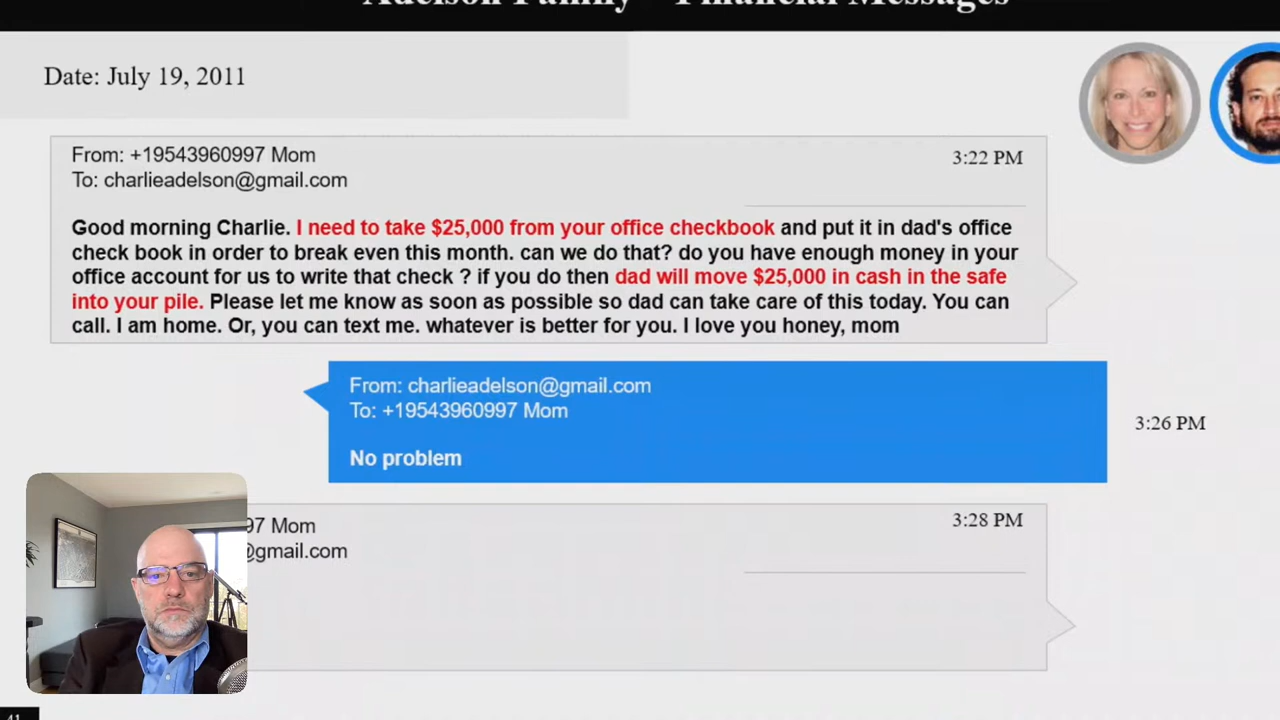 Adelson Family – Financial Messages
Date: July 19, 2011
From: +19543960997 Mom
3:22 PM
To: charlieadelson@gmail.com
Good morning Charlie. I need to take $25,000 from your office checkbook and put it in dad's office
check book in order to break even this month. can we do that? do you have enough money in your
office account for us to write that check ? if you do then dad will move $25,000 in cash in the safe
into your pile. Please let me know as soon as possible so dad can take care of this today. You can
call. I am home. Or, you can text me. whatever is better for you. I love you honey, mom
From: charlieadelson@gmail.com
To: +19543960997 Mom
3:26 PM
No problem
97 Mom
3:28 PM
@gmail.com
41